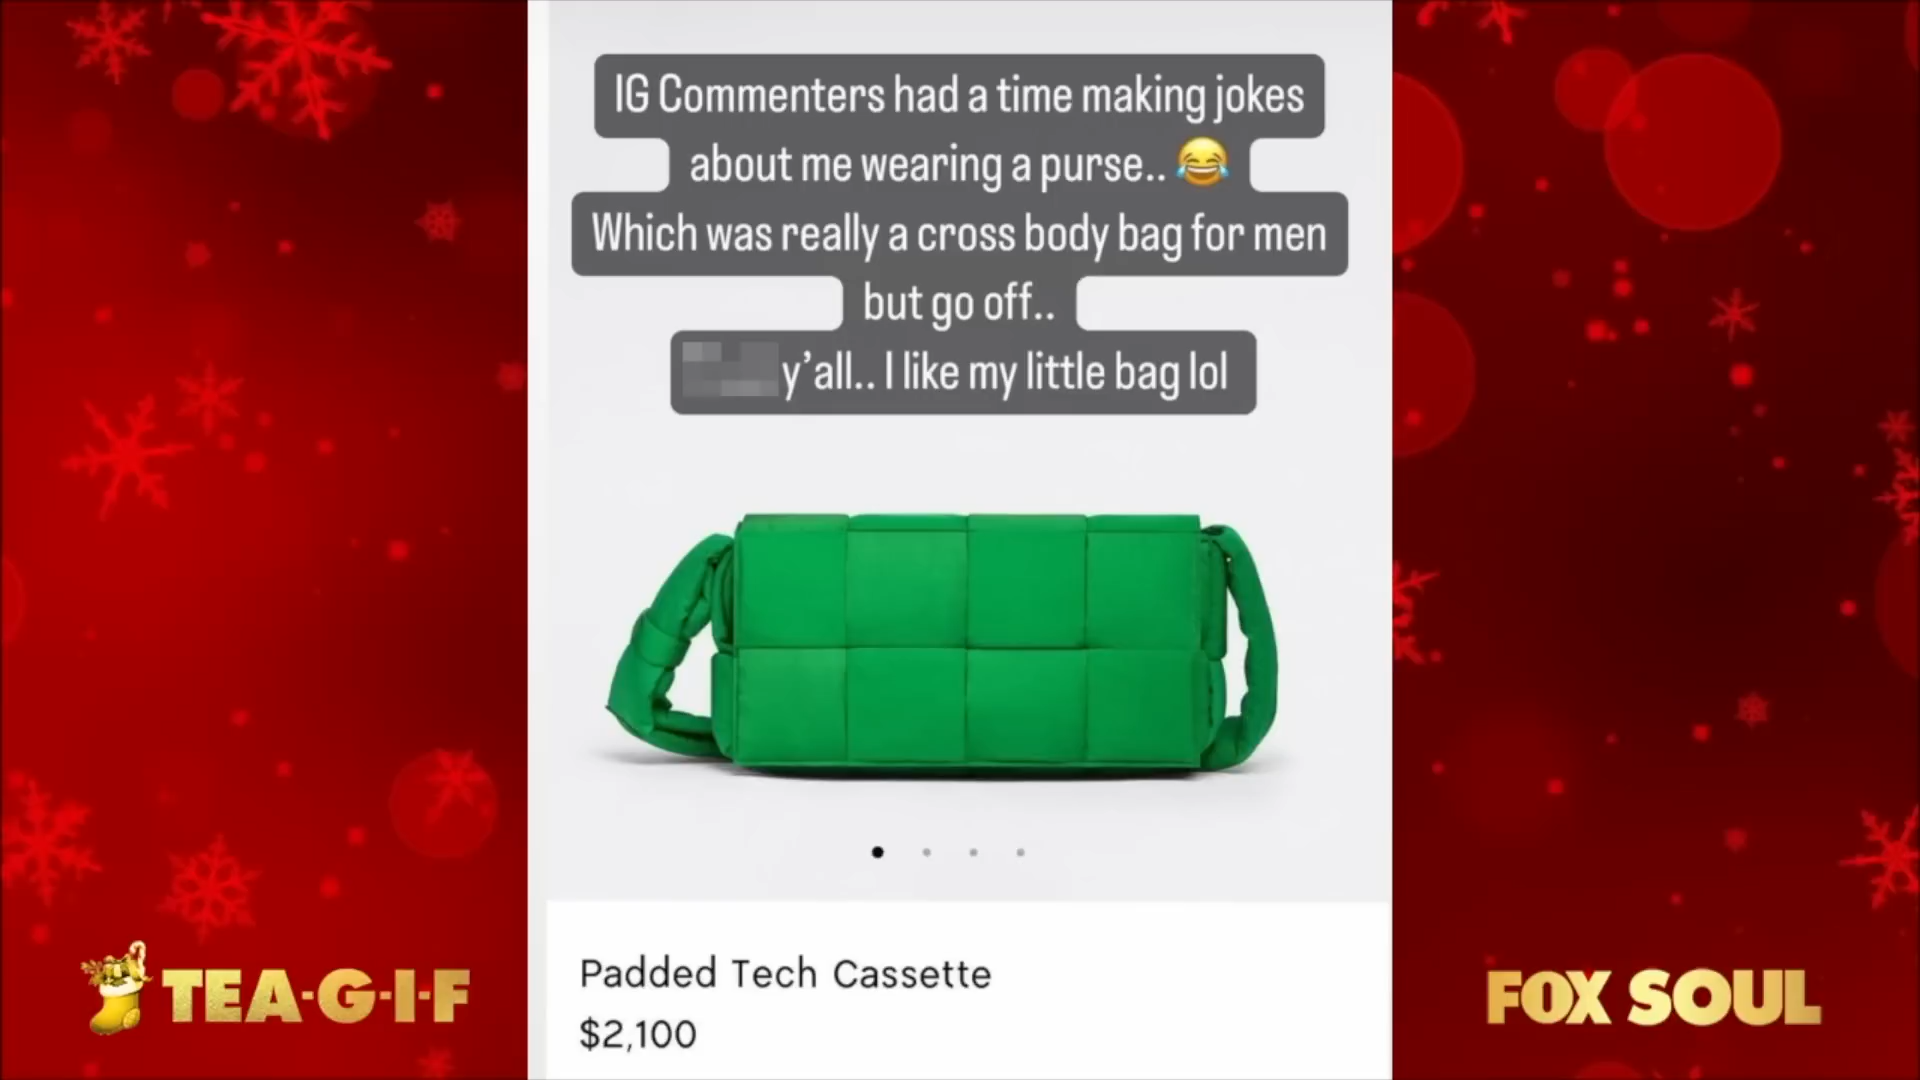 IG Commenters had a time making jokes
about me wearing a purse.. 😂
Which was really a cross body bag for men
but go off..
y'all.. I like my little bag lol
Padded Tech Cassette
$2,100
TEA-G-I-F
FOX SOUL